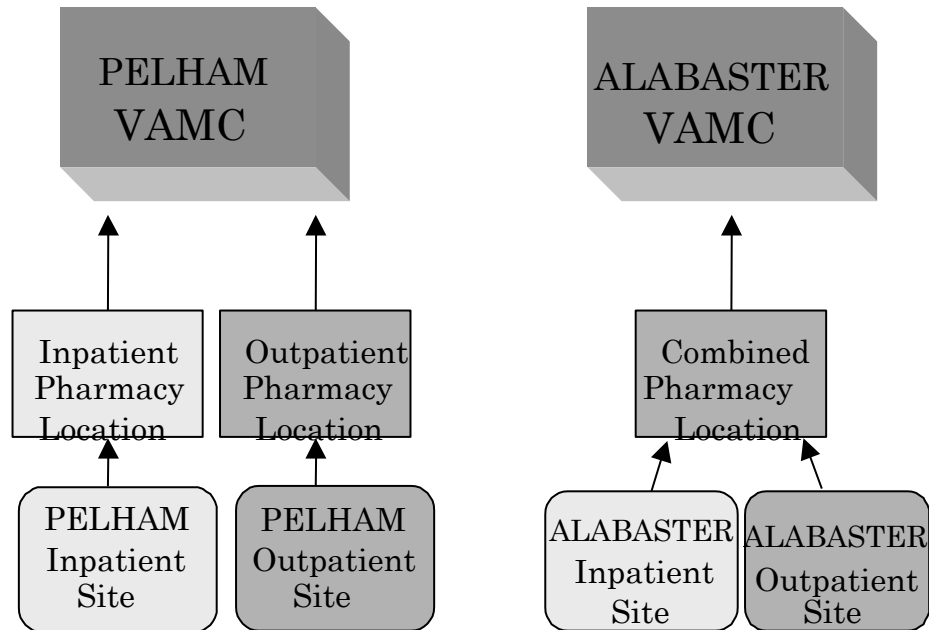 PELHAM
VAMC
ALABASTER
VAMC
Inpatient
Pharmacy
Location
Outpatient
Pharmacy
Location
Combined
Pharmacy
Location
PELHAM
Inpatient
Site
PELHAM
Outpatient
Site
ALABASTER
Inpatient
Site
ALABASTER
Outpatient
Site